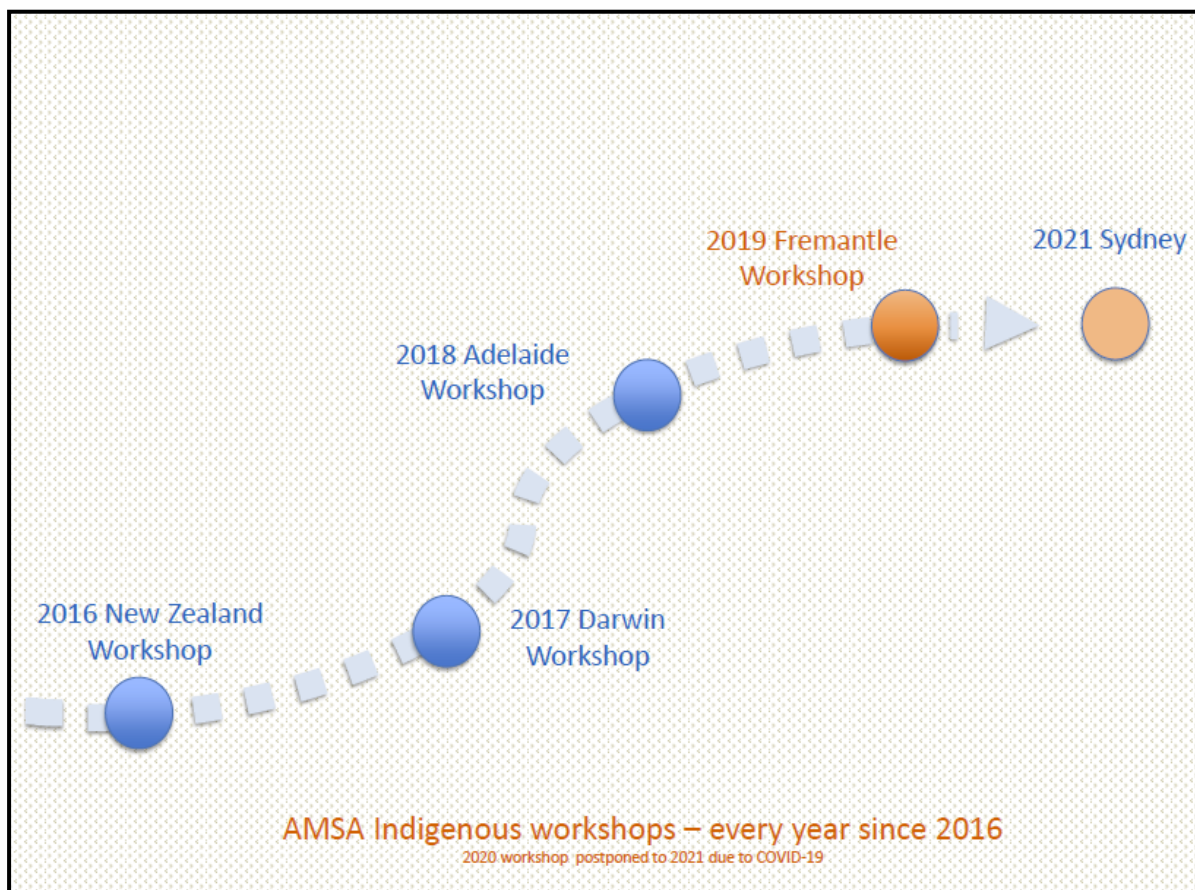 2019 Fremantle
Workshop
2021 Sydney
2018 Adelaide
Workshop
2016 New Zealand
Workshop
2017 Darwin
Workshop
AMSA Indigenous workshops – every year since 2016
2020 workshop postponed to 2021 due to COVID-19